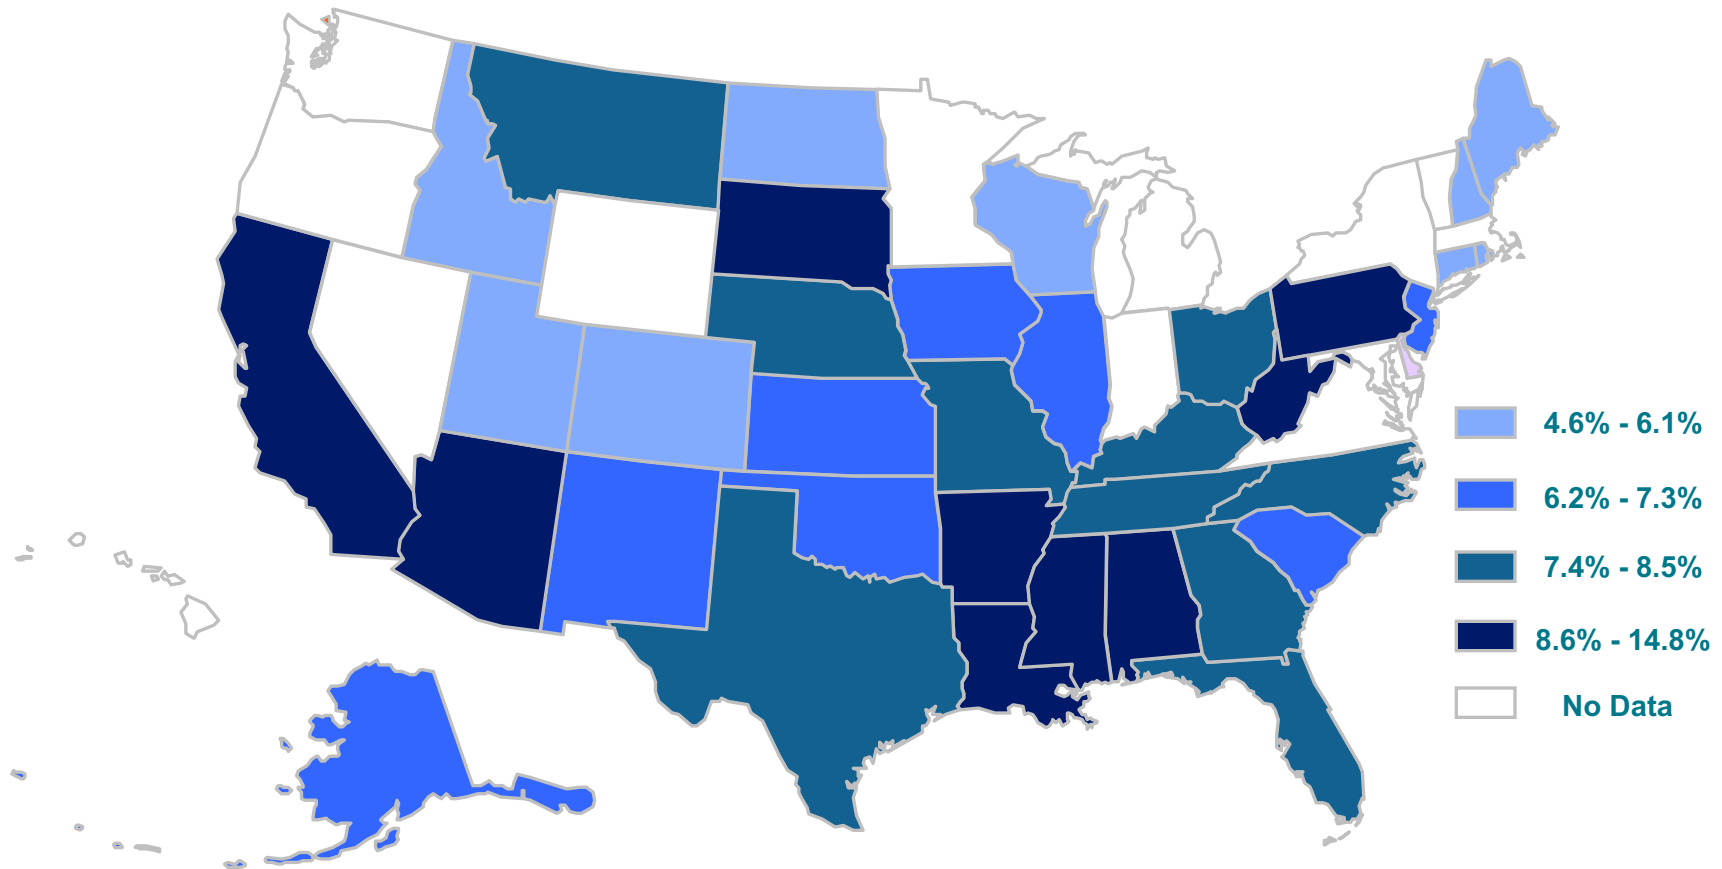 4.6% - 6.1%
6.2% - 7.3%
7.4% - 8.5%
8.6% - 14.8%
No Data